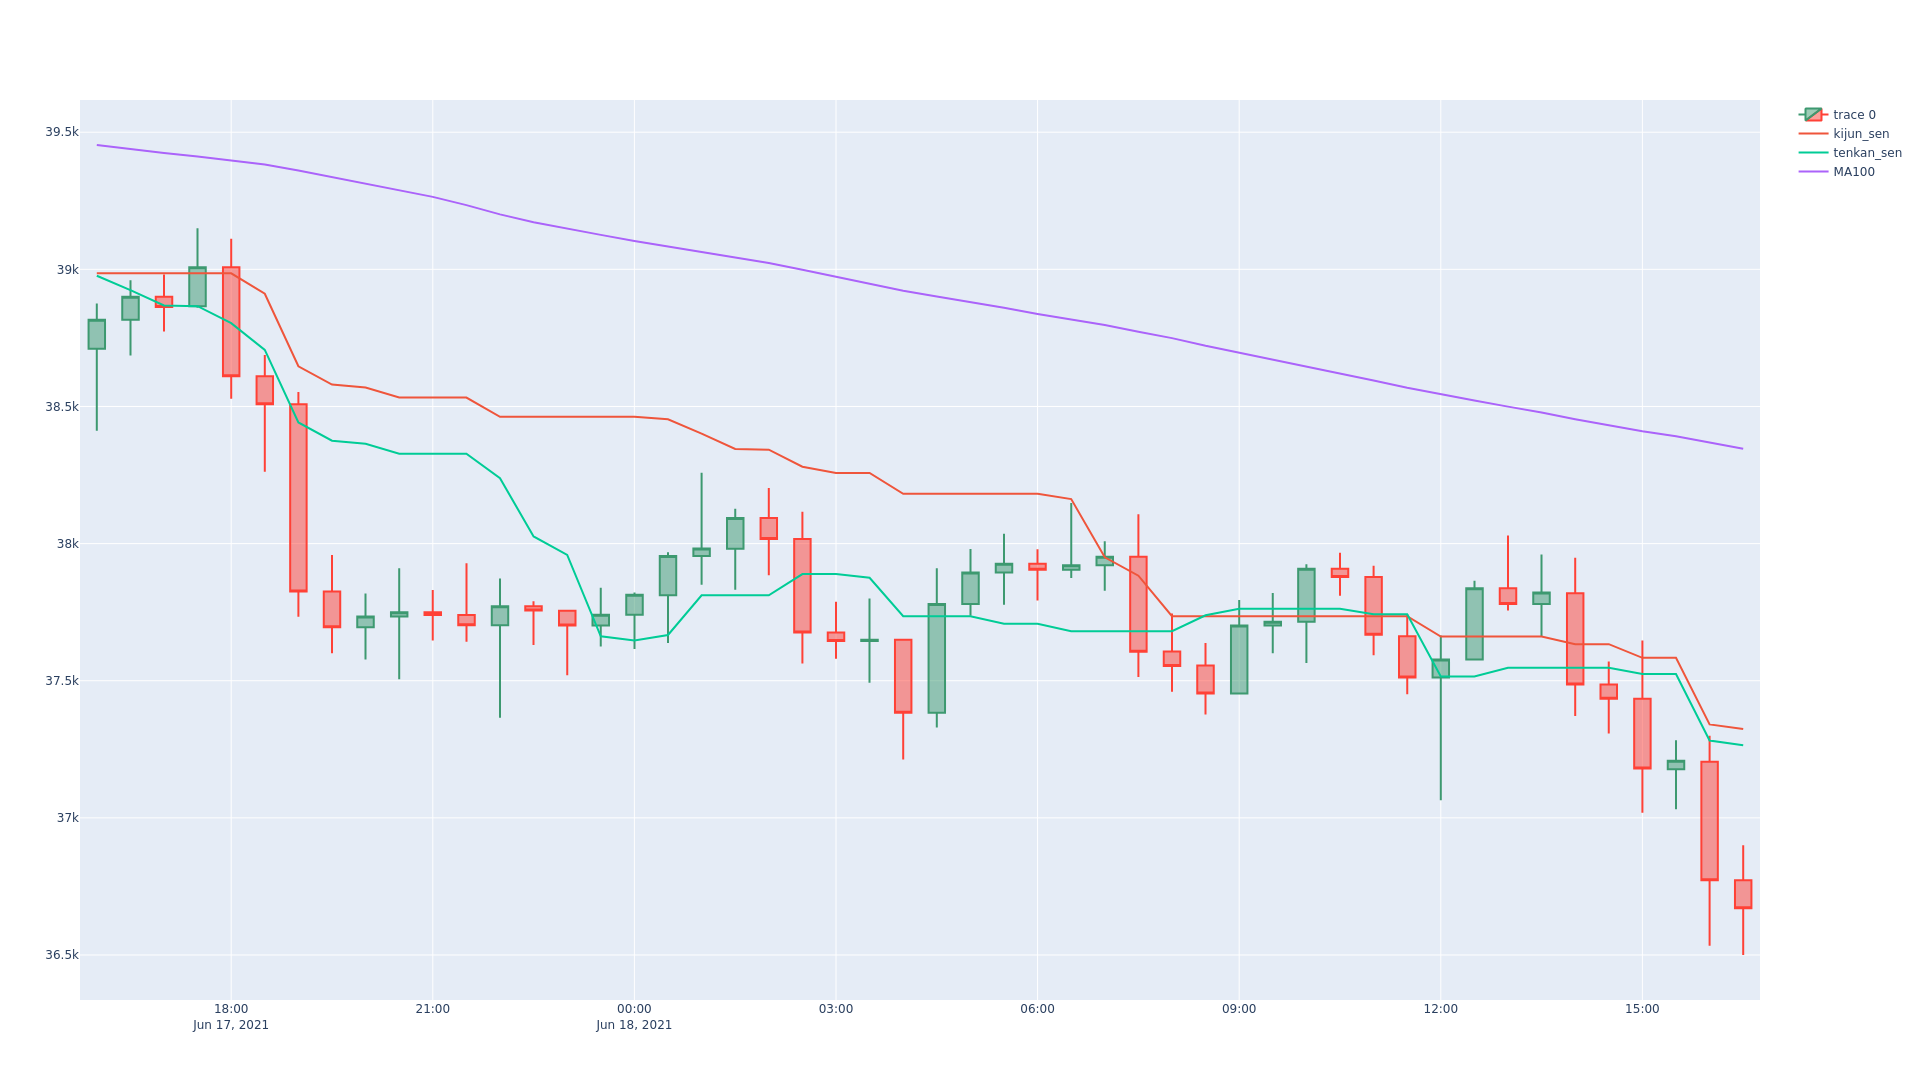 39.5k
39k
38.5k
38k
37.5k
37k
36.5k
18:00
Jun 17, 2021
21:00
00:00
Jun 18, 2021
03:00
06:00
09:00
12:00
15:00
trace 0
kijun_sen
tenkan_sen
MA100